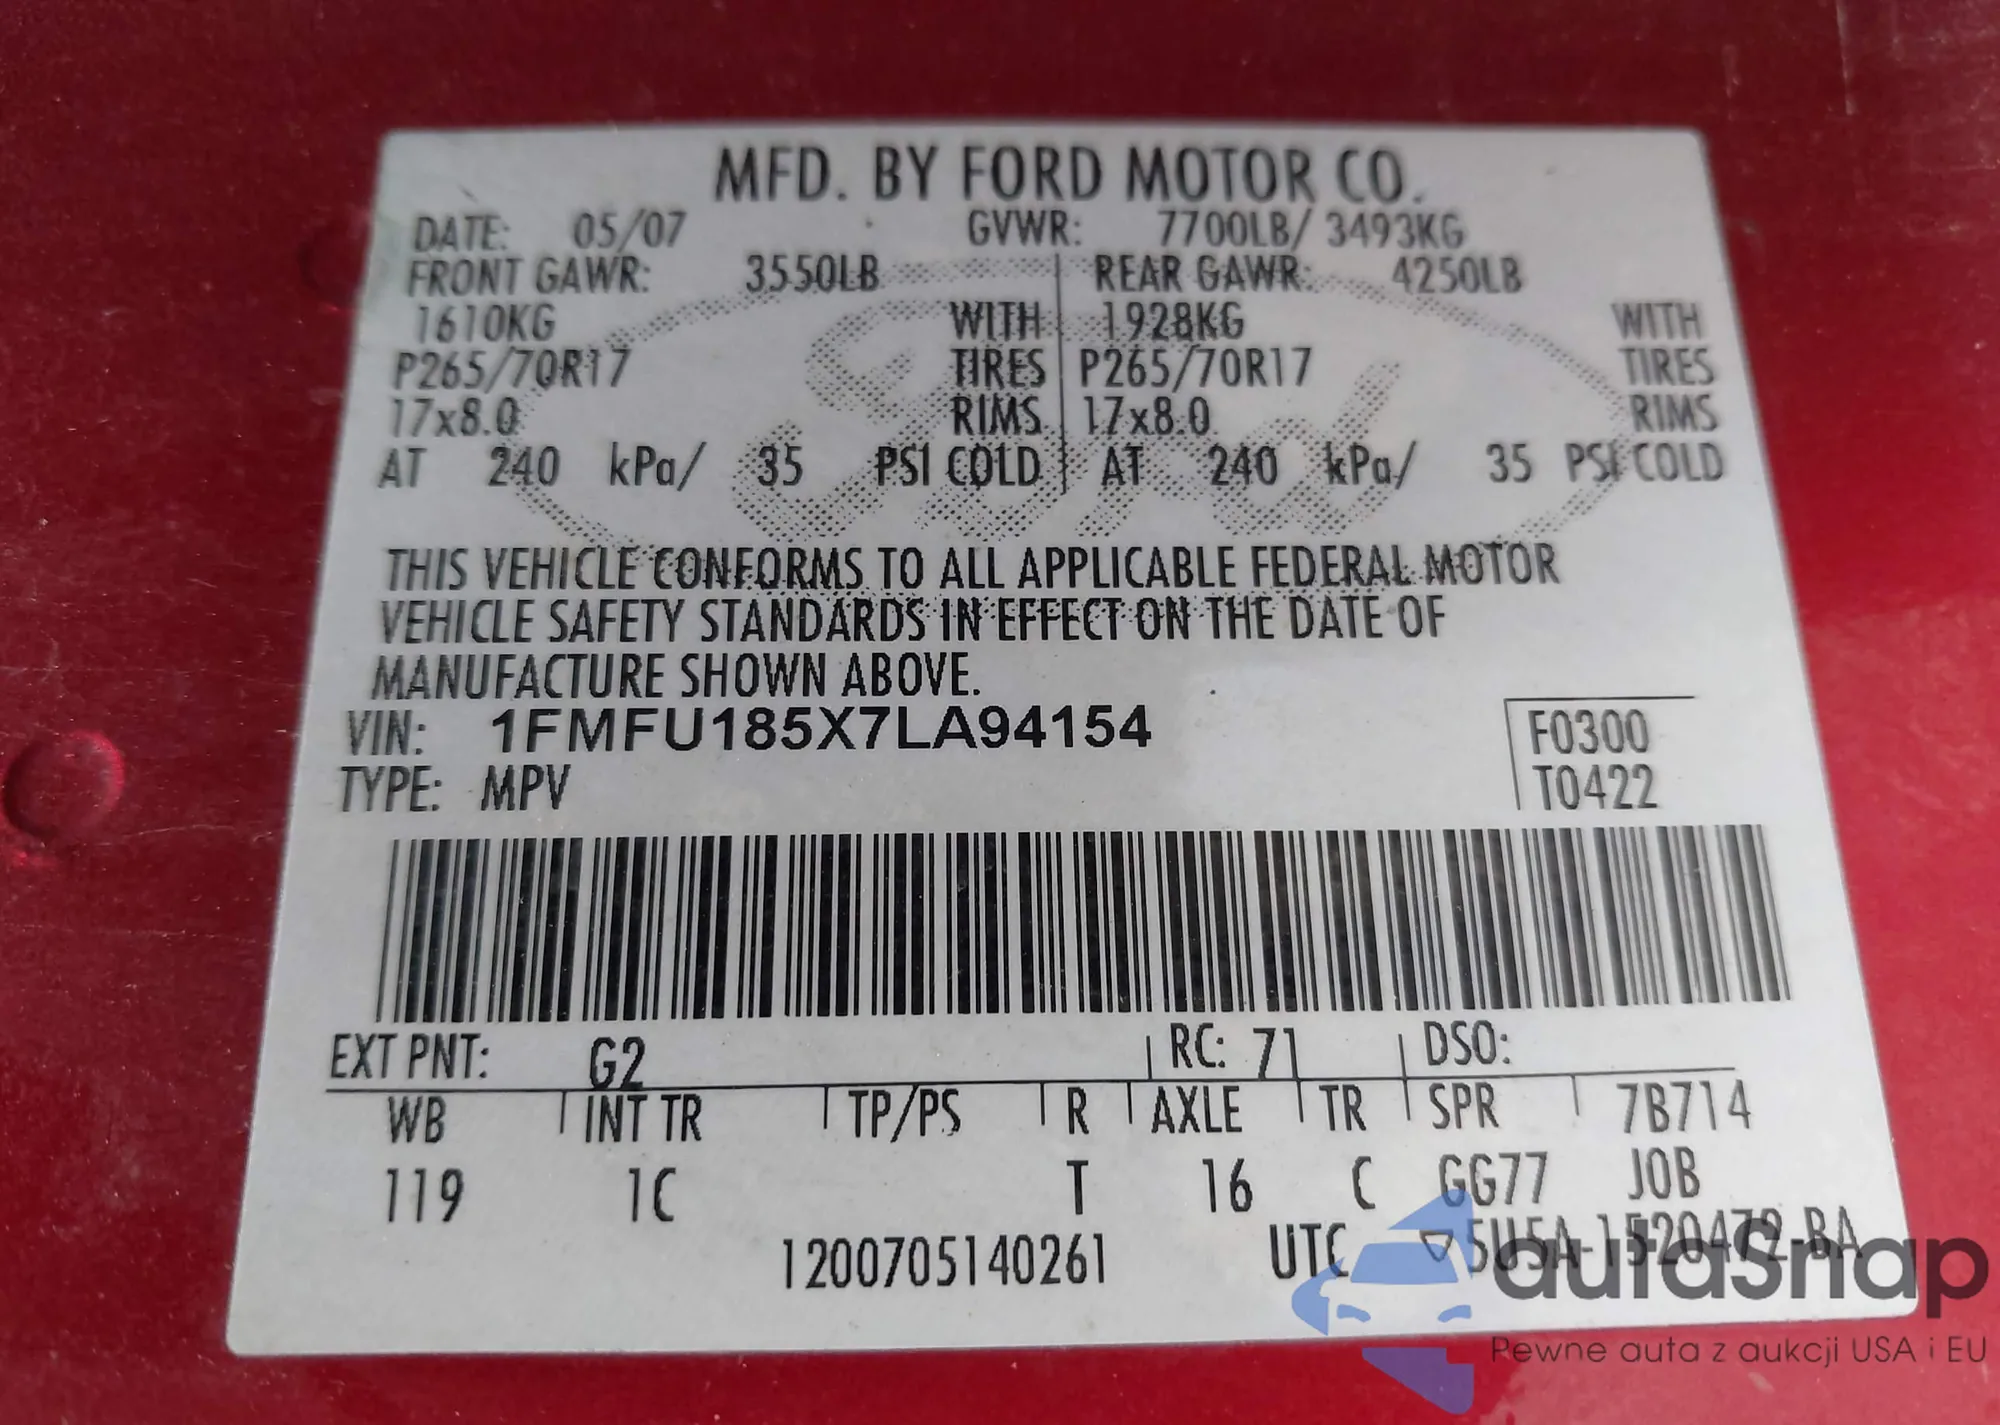 MFD. BY FORD MOTOR CO.
DATE: 05/07 GVWR: 7700LB/ 3493KG
FRONT GAWR: 3550LB REAR GAWR: 4250LB
1610KG WITH 1928KG WITH
P265/70R17 TIRES P265/70R17 TIRES
17x8.0 RIMS 17x8.0 RIMS
AT 240 kPa/ 35 PSI COLD AT 240 kPa/ 35 PSI COLD
Ford
THIS VEHICLE CONFORMS TO ALL APPLICABLE FEDERAL MOTOR
VEHICLE SAFETY STANDARDS IN EFFECT ON THE DATE OF
MANUFACTURE SHOWN ABOVE.
VIN: 1FMFU185X7LA94154 F0300
TYPE: MPV T0422
EXT PNT: G2 RC: 71 DSO:
WB INT TR TP/PS R AXLE TR SPR 7B714
119 1C T 16 C GG77 JOB
1200705140261 UTC 5U5A-1520472-BA
autaSnap
Pewne auta z aukcji USA i EU